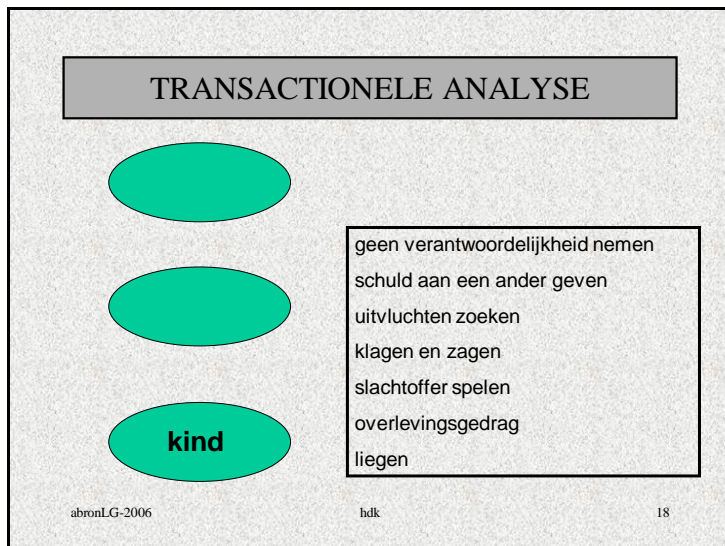 TRANSACTIONELE ANALYSE
geen verantwoordelijkheid nemen
schuld aan een ander geven
uitvluchten zoeken
klagen en zagen
slachtoffer spelen
overlevingsgedrag
liegen
kind
abronLG-2006
hdk
18